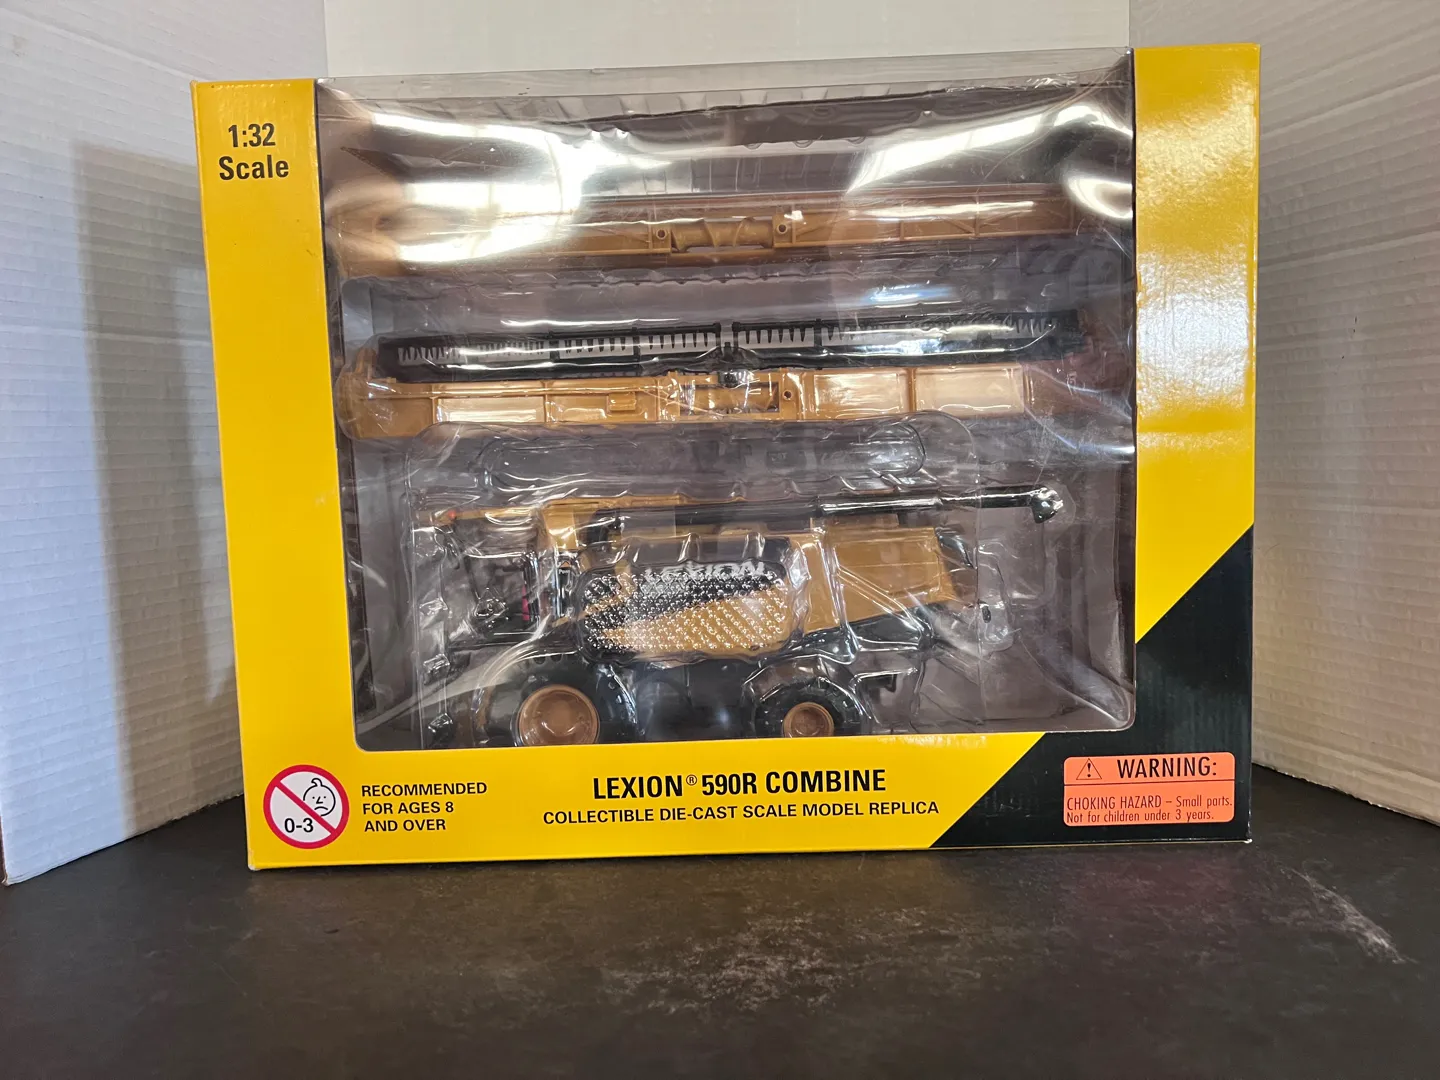 1:32
Scale
LEXION
0-3
RECOMMENDED
FOR AGES 8
AND OVER
LEXION® 590R COMBINE
COLLECTIBLE DIE-CAST SCALE MODEL REPLICA
WARNING:
CHOKING HAZARD – Small parts.
Not for children under 3 years.